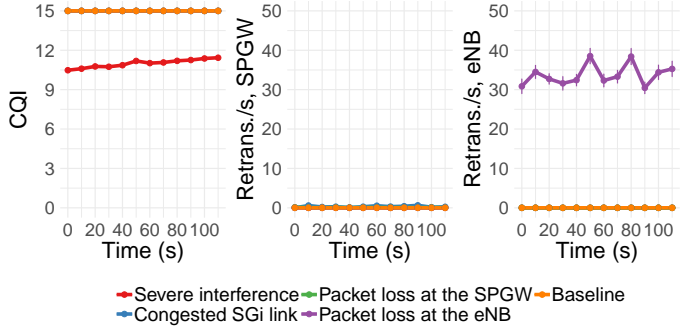 CQI
15
12
9
6
3
0
0 20 40 60 80 100
Time (s)
Retrans./s, SPGW
50
40
30
20
10
0
0 20 40 60 80 100
Time (s)
Retrans./s, eNB
50
40
30
20
10
0
0 20 40 60 80 100
Time (s)
Severe interference Packet loss at the SPGW Baseline
Congested SGi link Packet loss at the eNB